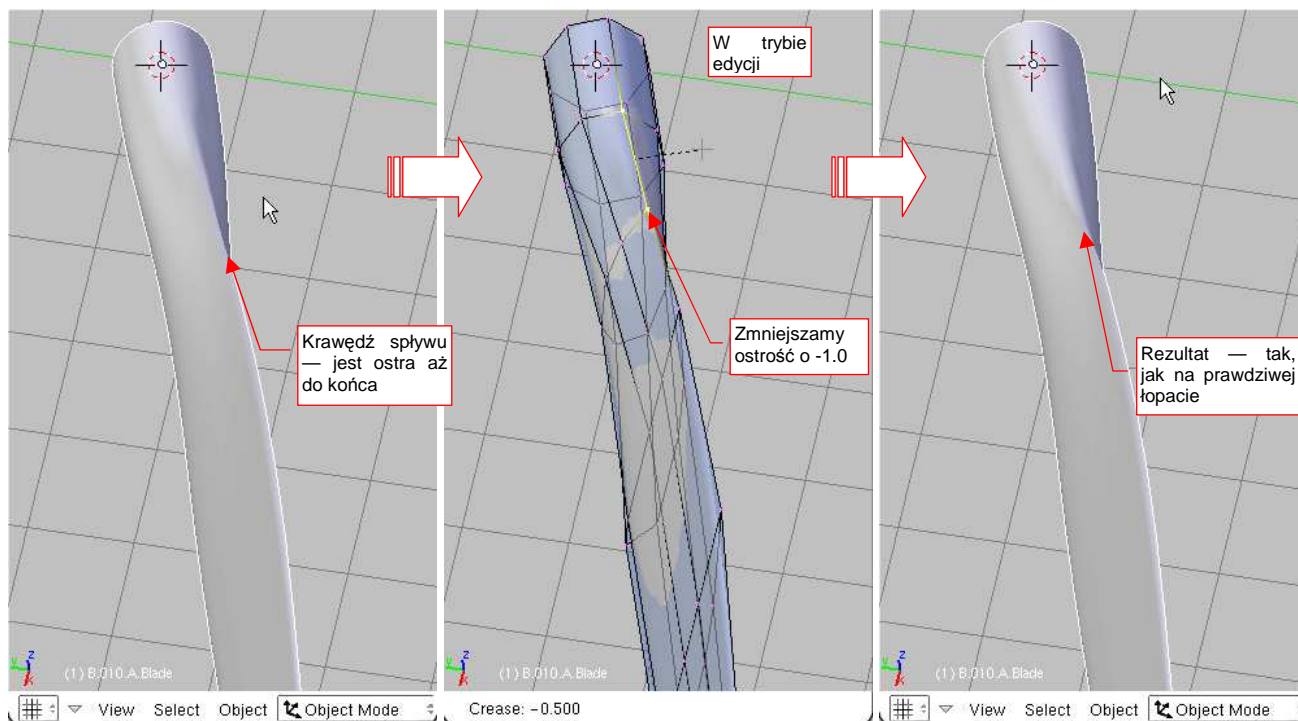 W trybie
edycji
Krawędź spływu
— jest ostra aż
do końca
Zmniejszamy
ostrość o -1.0
Rezultat — tak,
jak na prawdziwej
łopacie
z
y
x
(1) B.010.A.Blade
View Select Object Object Mode
z
y
x
(1) B.010.A.Blade
Crease: -0.500
z
y
x
(1) B.010.A.Blade
View Select Object Object Mode